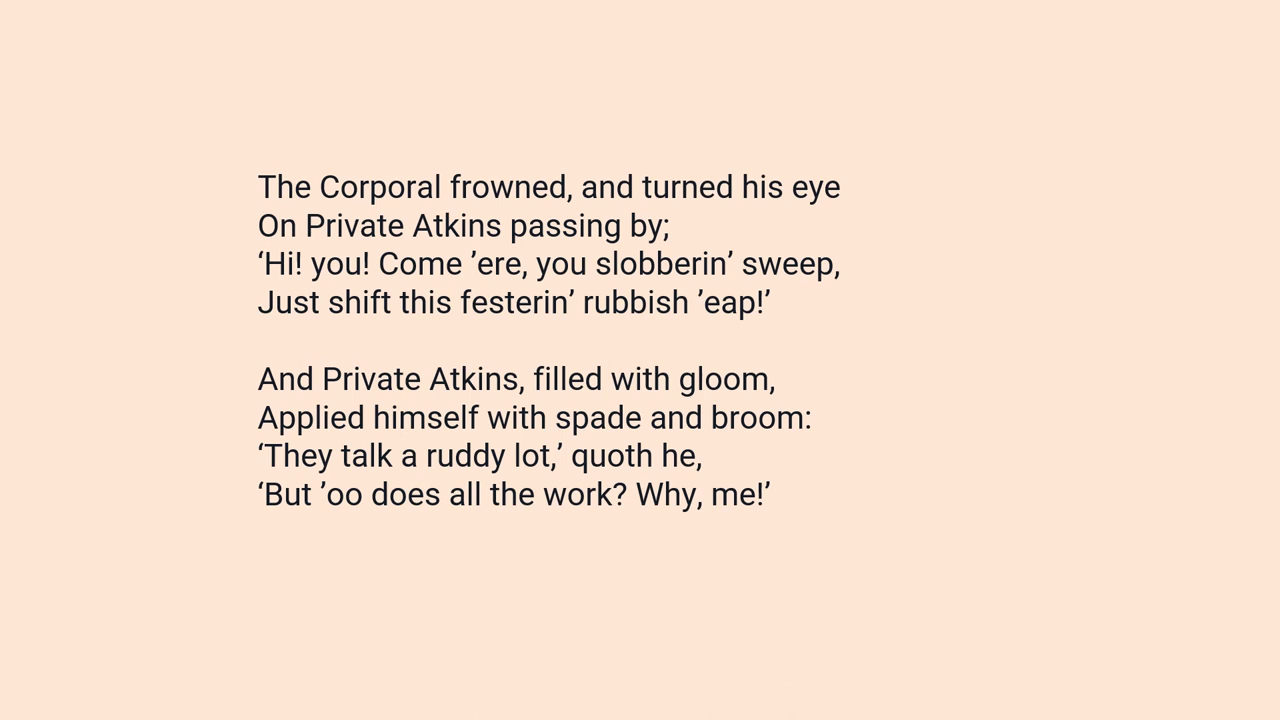 The Corporal frowned, and turned his eye
On Private Atkins passing by;
‘Hi! you! Come ’ere, you slobberin’ sweep,
Just shift this festerin’ rubbish ’eap!’

And Private Atkins, filled with gloom,
Applied himself with spade and broom:
‘They talk a ruddy lot,’ quoth he,
‘But ’oo does all the work? Why, me!’